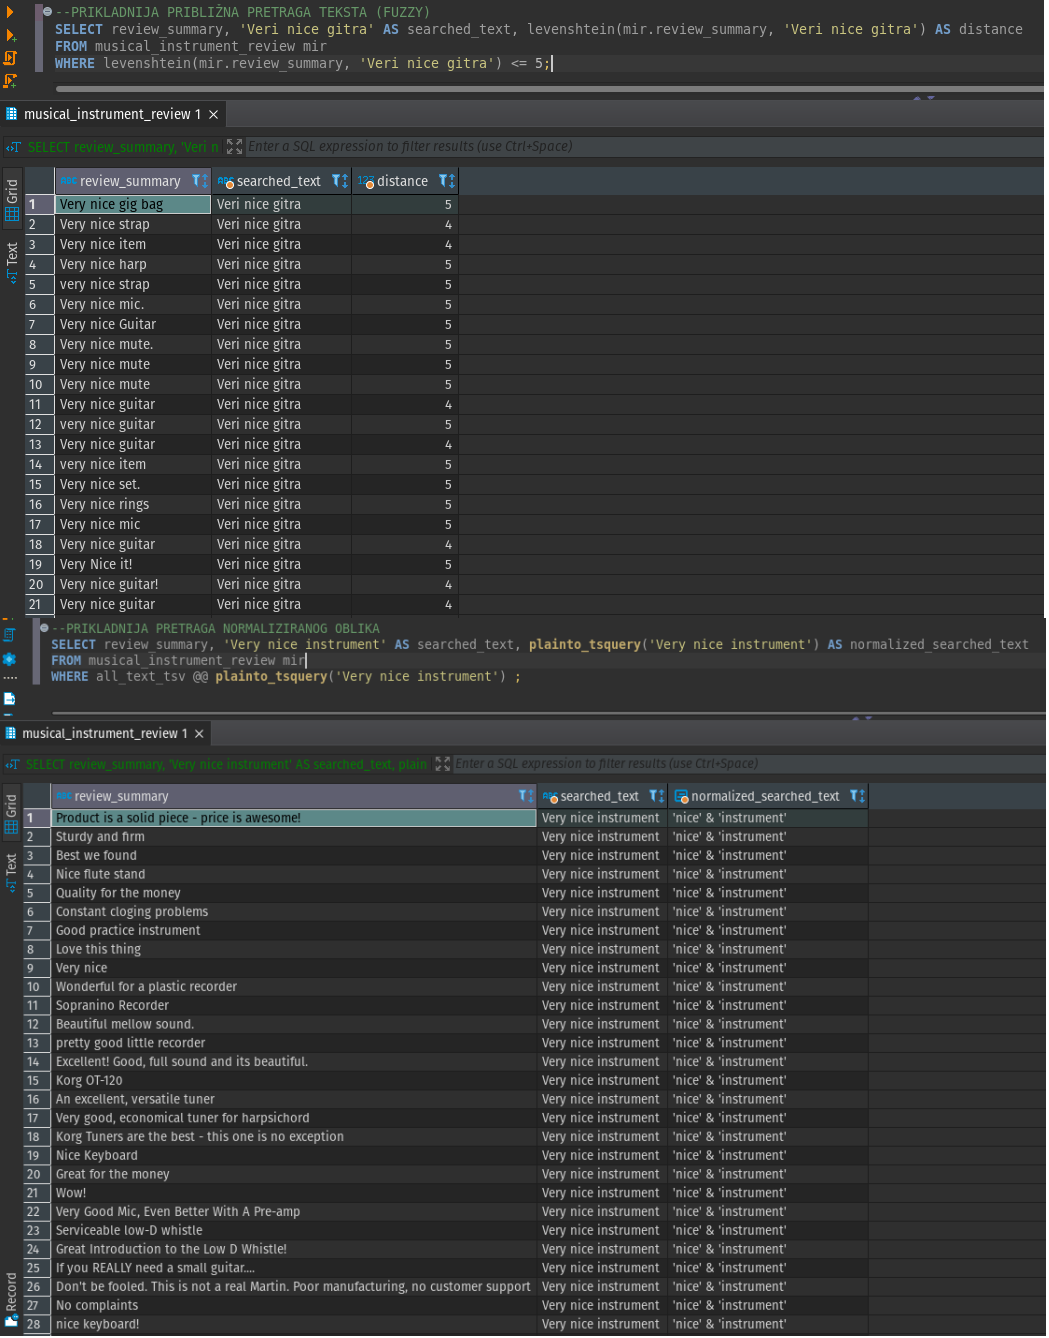 --PRIKLADNIJA PRIBLIŽNA PRETRAGA TEKSTA (FUZZY)
SELECT review_summary, 'Veri nice gitra' AS searched_text, levenshtein(mir.review_summary, 'Veri nice gitra') AS distance
FROM musical_instrument_review mir
WHERE levenshtein(mir.review_summary, 'Veri nice gitra') <= 5;
musical_instrument_review 1
SELECT review_summary, 'Veri n Enter a SQL expression to filter results (use Ctrl+Space)
Grid
Text
ABC review_summary ABC searched_text 123 distance
1 Very nice gig bag Veri nice gitra 5
2 Very nice strap Veri nice gitra 4
3 Very nice item Veri nice gitra 4
4 Very nice harp Veri nice gitra 5
5 very nice strap Veri nice gitra 5
6 Very nice mic. Veri nice gitra 5
7 Very nice Guitar Veri nice gitra 5
8 Very nice mute. Veri nice gitra 5
9 Very nice mute Veri nice gitra 5
10 Very nice mute Veri nice gitra 5
11 Very nice guitar Veri nice gitra 4
12 very nice guitar Veri nice gitra 5
13 Very nice guitar Veri nice gitra 4
14 very nice item Veri nice gitra 5
15 Very nice set. Veri nice gitra 5
16 Very nice rings Veri nice gitra 5
17 Very nice mic Veri nice gitra 5
18 Very nice guitar Veri nice gitra 4
19 Very Nice it! Veri nice gitra 5
20 Very nice guitar! Veri nice gitra 4
21 Very nice guitar Veri nice gitra 4
--PRIKLADNIJA PRETRAGA NORMALIZIRANOG OBLIKA
SELECT review_summary, 'Very nice instrument' AS searched_text, plainto_tsquery('Very nice instrument') AS normalized_searched_text
FROM musical_instrument_review mir
WHERE all_text_tsv @@ plainto_tsquery('Very nice instrument') ;
musical_instrument_review 1
SELECT review_summary, 'Very nice instrument' AS searched_text, plain Enter a SQL expression to filter results (use Ctrl+Space)
Grid
Text
Record
ABC review_summary ABC searched_text normalized_searched_text
1 Product is a solid piece - price is awesome! Very nice instrument 'nice' & 'instrument'
2 Sturdy and firm Very nice instrument 'nice' & 'instrument'
3 Best we found Very nice instrument 'nice' & 'instrument'
4 Nice flute stand Very nice instrument 'nice' & 'instrument'
5 Quality for the money Very nice instrument 'nice' & 'instrument'
6 Constant cloging problems Very nice instrument 'nice' & 'instrument'
7 Good practice instrument Very nice instrument 'nice' & 'instrument'
8 Love this thing Very nice instrument 'nice' & 'instrument'
9 Very nice Very nice instrument 'nice' & 'instrument'
10 Wonderful for a plastic recorder Very nice instrument 'nice' & 'instrument'
11 Sopranino Recorder Very nice instrument 'nice' & 'instrument'
12 Beautiful mellow sound. Very nice instrument 'nice' & 'instrument'
13 pretty good little recorder Very nice instrument 'nice' & 'instrument'
14 Excellent! Good, full sound and its beautiful. Very nice instrument 'nice' & 'instrument'
15 Korg OT-120 Very nice instrument 'nice' & 'instrument'
16 An excellent, versatile tuner Very nice instrument 'nice' & 'instrument'
17 Very good, economical tuner for harpsichord Very nice instrument 'nice' & 'instrument'
18 Korg Tuners are the best - this one is no exception Very nice instrument 'nice' & 'instrument'
19 Nice Keyboard Very nice instrument 'nice' & 'instrument'
20 Great for the money Very nice instrument 'nice' & 'instrument'
21 Wow! Very nice instrument 'nice' & 'instrument'
22 Very Good Mic, Even Better With A Pre-amp Very nice instrument 'nice' & 'instrument'
23 Serviceable low-D whistle Very nice instrument 'nice' & 'instrument'
24 Great Introduction to the Low D Whistle! Very nice instrument 'nice' & 'instrument'
25 If you REALLY need a small guitar.... Very nice instrument 'nice' & 'instrument'
26 Don't be fooled. This is not a real Martin. Poor manufacturing, no customer support Very nice instrument 'nice' & 'instrument'
27 No complaints Very nice instrument 'nice' & 'instrument'
28 nice keyboard! Very nice instrument 'nice' & 'instrument'